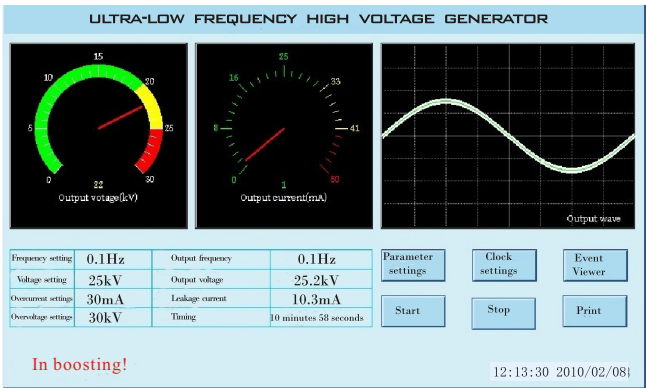 ULTRA-LOW FREQUENCY HIGH VOLTAGE GENERATOR
0 5 10 15 20 25 30
22
Output votage(kV)
0 8 16 25 33 41 50
1
Output current(mA)
Output wave
Frequency setting 0.1Hz Output frequency 0.1Hz
Voltage setting 25kV Output voltage 25.2kV
Overcurrent settings 30mA Leakage current 10.3mA
Overvoltage settings 30kV Timing 10 minutes 58 seconds
Parameter settings
Clock settings
Event Viewer
Start
Stop
Print
In boosting!
12:13:30 2010/02/08